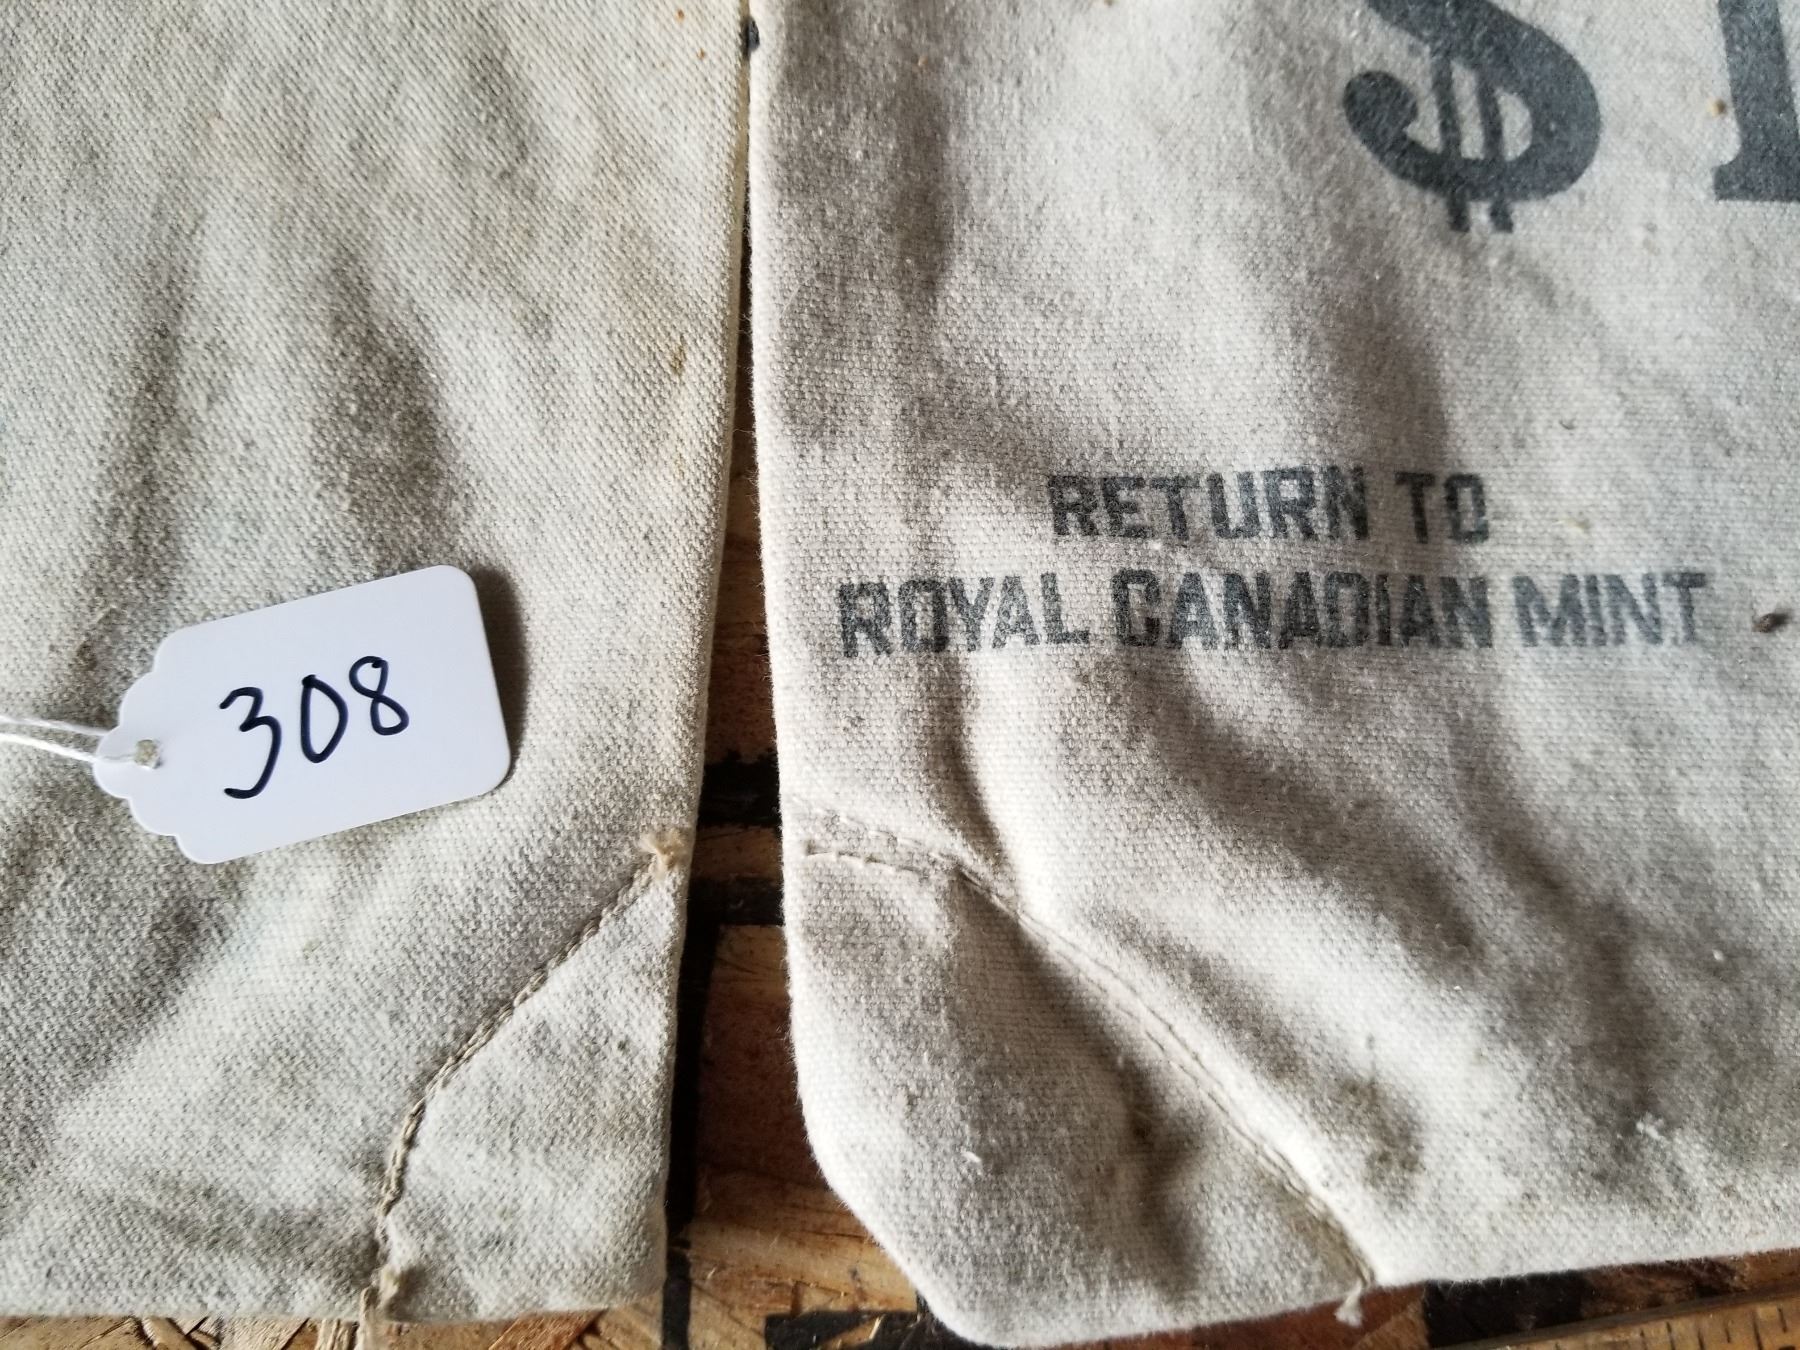 $
RETURN TO
ROYAL CANADIAN MINT
308